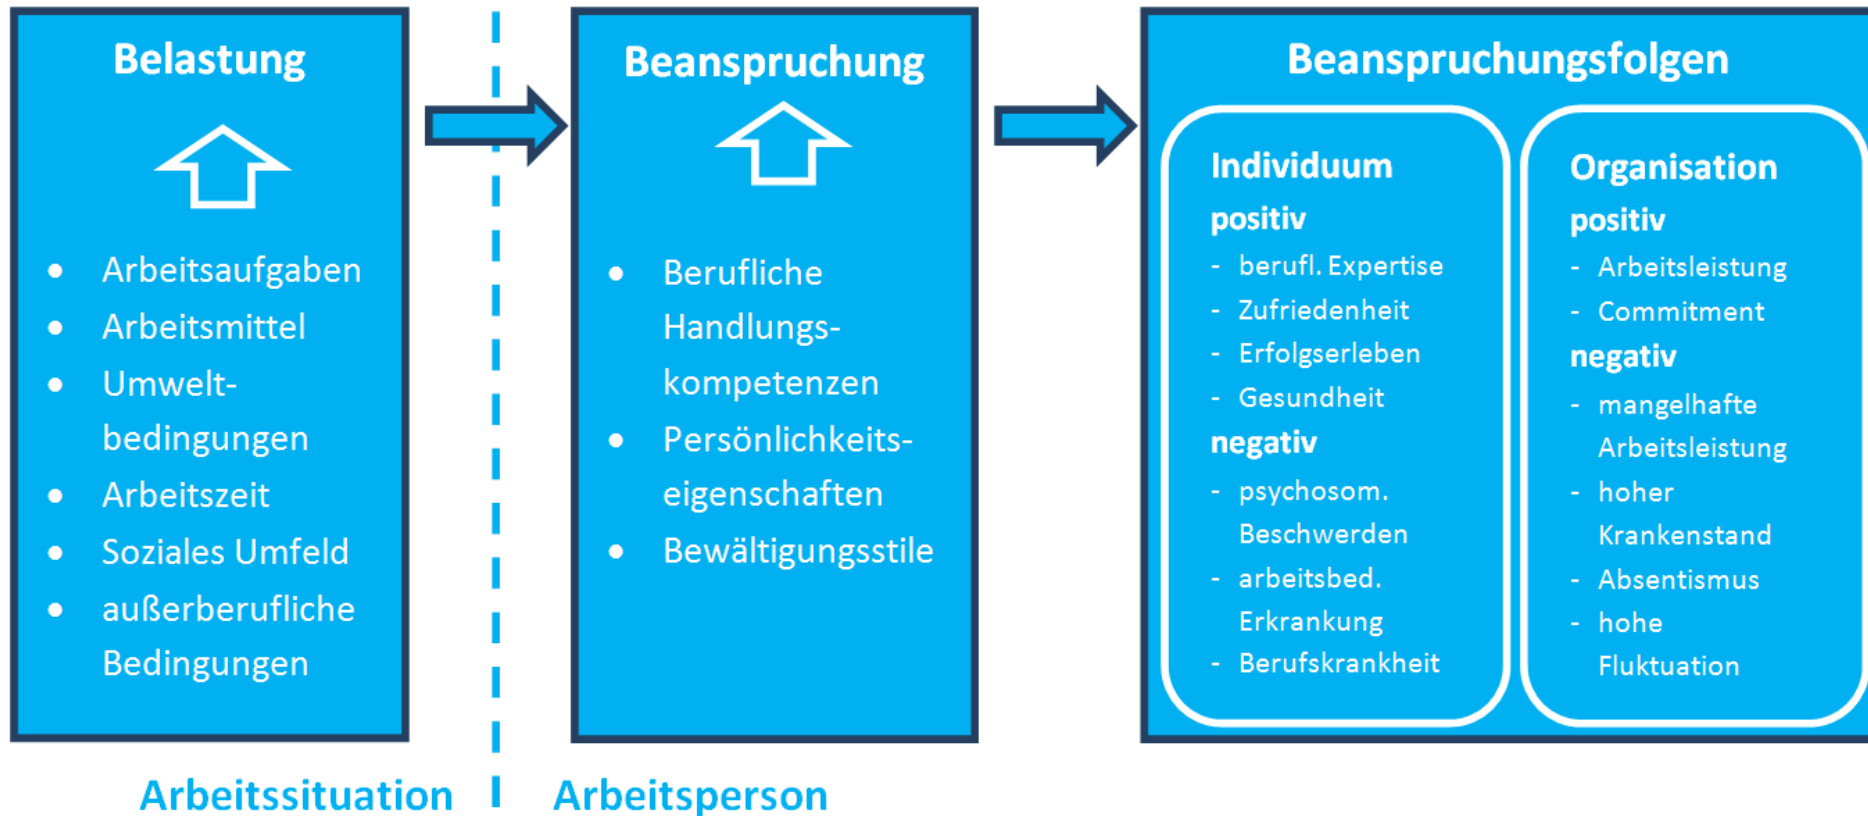 Belastung
• Arbeitsaufgaben
• Arbeitsmittel
• Umwelt-
bedingungen
• Arbeitszeit
• Soziales Umfeld
• außerberufliche
Bedingungen
Beanspruchung
• Berufliche
Handlungs-
kompetenzen
• Persönlichkeits-
eigenschaften
• Bewältigungsstile
Beanspruchungsfolgen
Individuum
positiv
- berufl. Expertise
- Zufriedenheit
- Erfolgserleben
- Gesundheit
negativ
- psychosom.
Beschwerden
- arbeitsbed.
Erkrankung
- Berufskrankheit
Organisation
positiv
- Arbeitsleistung
- Commitment
negativ
- mangelhafte
Arbeitsleistung
- hoher
Krankenstand
- Absentismus
- hohe
Fluktuation
Arbeitssituation
Arbeitsperson